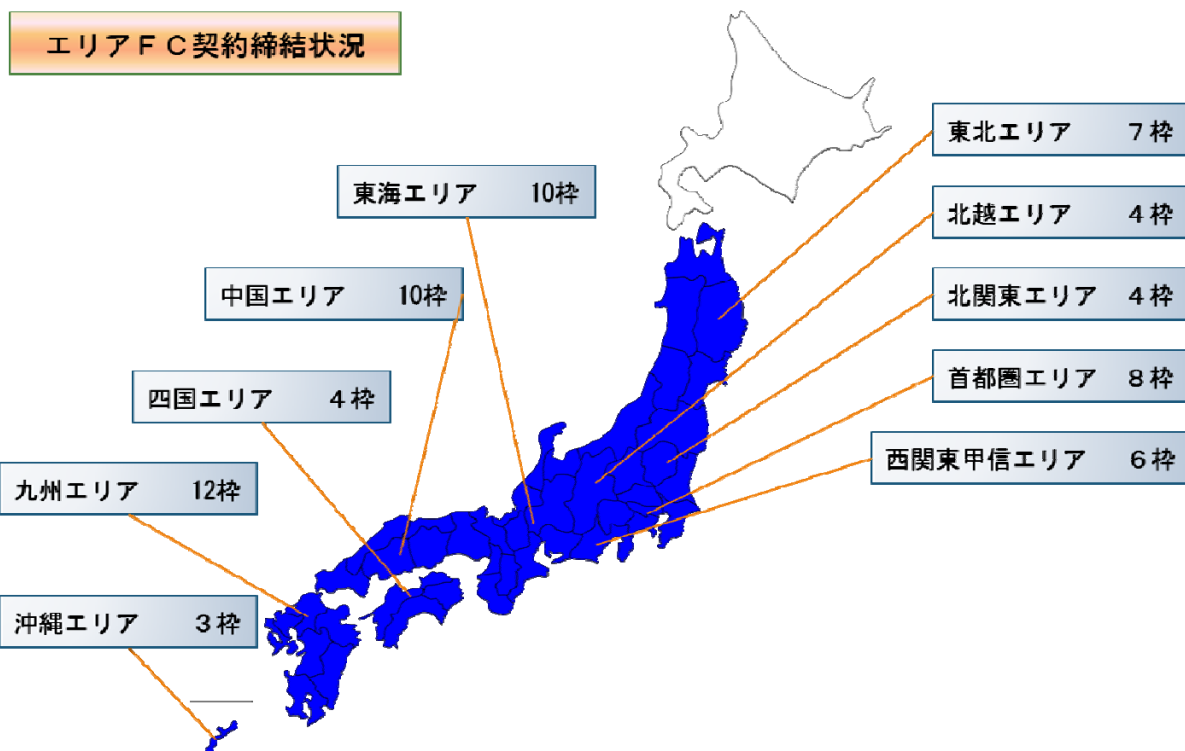 エリアＦＣ契約締結状況
東北エリア　７枠
東海エリア　10枠
北越エリア　４枠
中国エリア　10枠
北関東エリア　４枠
首都圏エリア　８枠
四国エリア　４枠
西関東甲信エリア　６枠
九州エリア　12枠
沖縄エリア　３枠